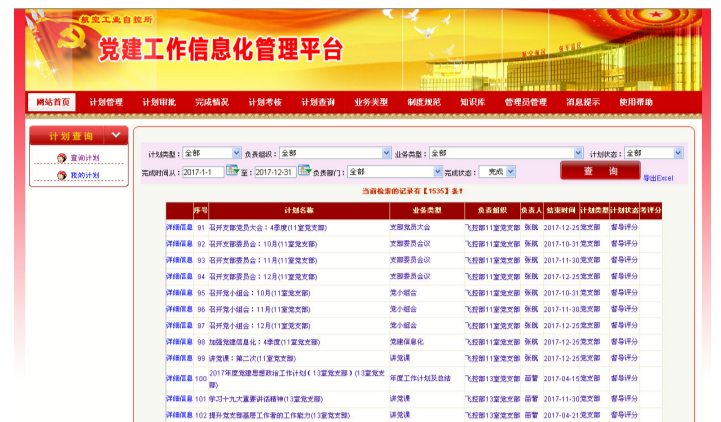 航空工业自控所
党建工作信息化管理平台
网站首页 计划管理 计划审批 完成情况 计划考核 计划查询 业务类型 制度规范 知识库 管理员管理 消息提示 使用帮助
计划查询
查询计划
我的计划
计划类型：全部 负责组织：全部 业务类型：全部 计划状态：全部
完成时间从：2017-1-1 至：2017-12-31 负责部门：全部 完成状态： 完成 查 询 导出Excel
当前检索的记录有【1535】条！
序号 计划名称 业务类型 负责组织 负责人 结束时间 计划类型 计划状态 考评分
详细信息 91 召开支部党员大会：4季度(11室党支部) 支部党员大会 飞控部11室党支部 张航 2017-12-25 党支部 督导评分
详细信息 92 召开支部委员会：10月(11室党支部) 支部委员会议 飞控部11室党支部 张航 2017-10-31 党支部 督导评分
详细信息 93 召开支部委员会：11月(11室党支部) 支部委员会议 飞控部11室党支部 张航 2017-11-30 党支部 督导评分
详细信息 94 召开支部委员会：12月(11室党支部) 支部委员会议 飞控部11室党支部 张航 2017-12-25 党支部 督导评分
详细信息 95 召开党小组会：10月(11室党支部) 党小组会 飞控部11室党支部 张航 2017-10-31 党支部 督导评分
详细信息 96 召开党小组会：11月(11室党支部) 党小组会 飞控部11室党支部 张航 2017-11-30 党支部 督导评分
详细信息 97 召开党小组会：12月(11室党支部) 党小组会 飞控部11室党支部 张航 2017-12-25 党支部 督导评分
详细信息 98 加强党建信息化：4季度(11室党支部) 党建信息化 飞控部11室党支部 张航 2017-12-25 党支部 督导评分
详细信息 99 讲党课：第二次(11室党支部) 讲党课 飞控部11室党支部 张航 2017-12-25 党支部 督导评分
详细信息 100 2017年度党建思想政治工作计划(13室党支部)(13室党支部) 年度工作计划及总结 飞控部13室党支部 苗霄 2017-04-15 党支部 督导评分
详细信息 101 学习十九大重要讲话精神(13室党支部) 讲党课 飞控部13室党支部 苗霄 2017-11-30 党支部 督导评分
详细信息 102 提升党支部基层工作者的工作能力(13室党支部) 讲党课 飞控部13室党支部 苗霄 2017-04-21 党支部 督导评分